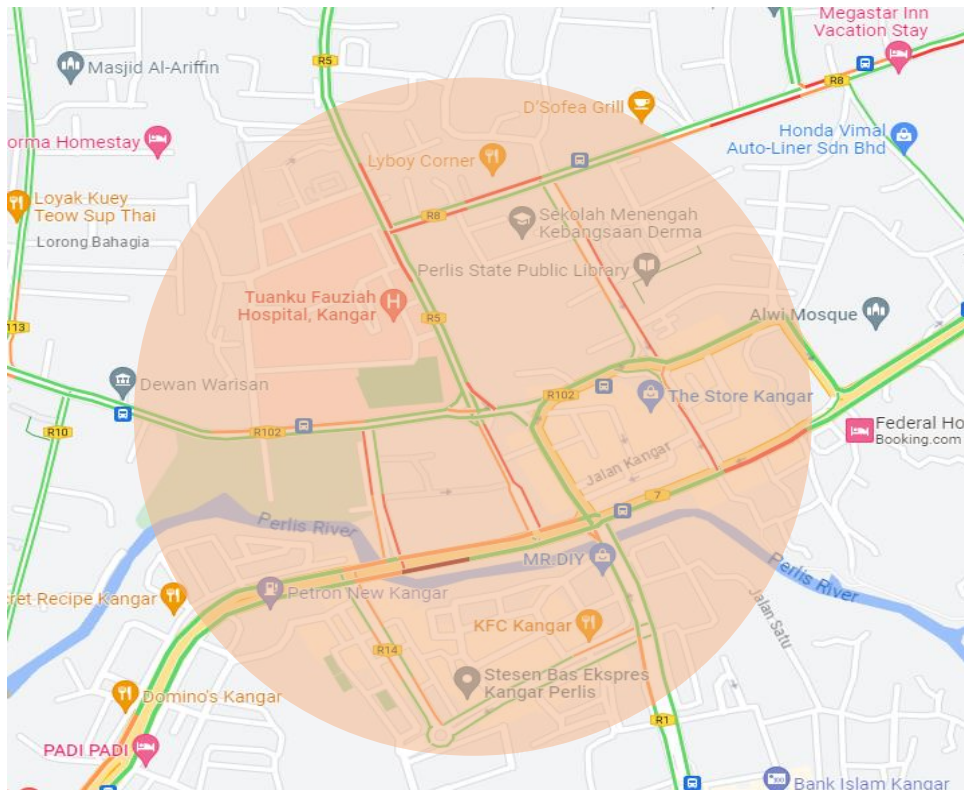 Megastar Inn
Vacation Stay
R5
Masjid Al-Ariffin
R8
D'Sofea Grill
orma Homestay
Honda Vimal
Auto-Liner Sdn Bhd
Lyboy Corner
Loyak Kuey
Teow Sup Thai
R8
Sekolah Menengah
Kebangsaan Derma
Lorong Bahagia
Perlis State Public Library
Tuanku Fauziah
Hospital, Kangar
H
R5
Alwi Mosque
113
Dewan Warisan
R102
The Store Kangar
R10
R102
Federal Ho
Booking.com
Jalan Kangar
7
Perlis River
MR.DIY
Perlis River
Petron New Kangar
cret Recipe Kangar
Jalan Satu
KFC Kangar
R14
Stesen Bas Ekspres
Kangar Perlis
Domino's Kangar
R1
PADI PADI
Bank Islam Kangar